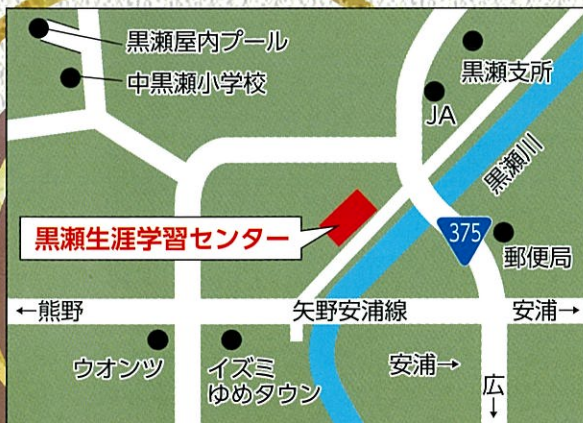 黒瀬屋内プール
中黒瀬小学校
黒瀬支所
JA
黒瀬川
黒瀬生涯学習センター
375
郵便局
←熊野
矢野安浦線
安浦→
ウオンツ
イズミ
ゆめタウン
安浦→
広↓